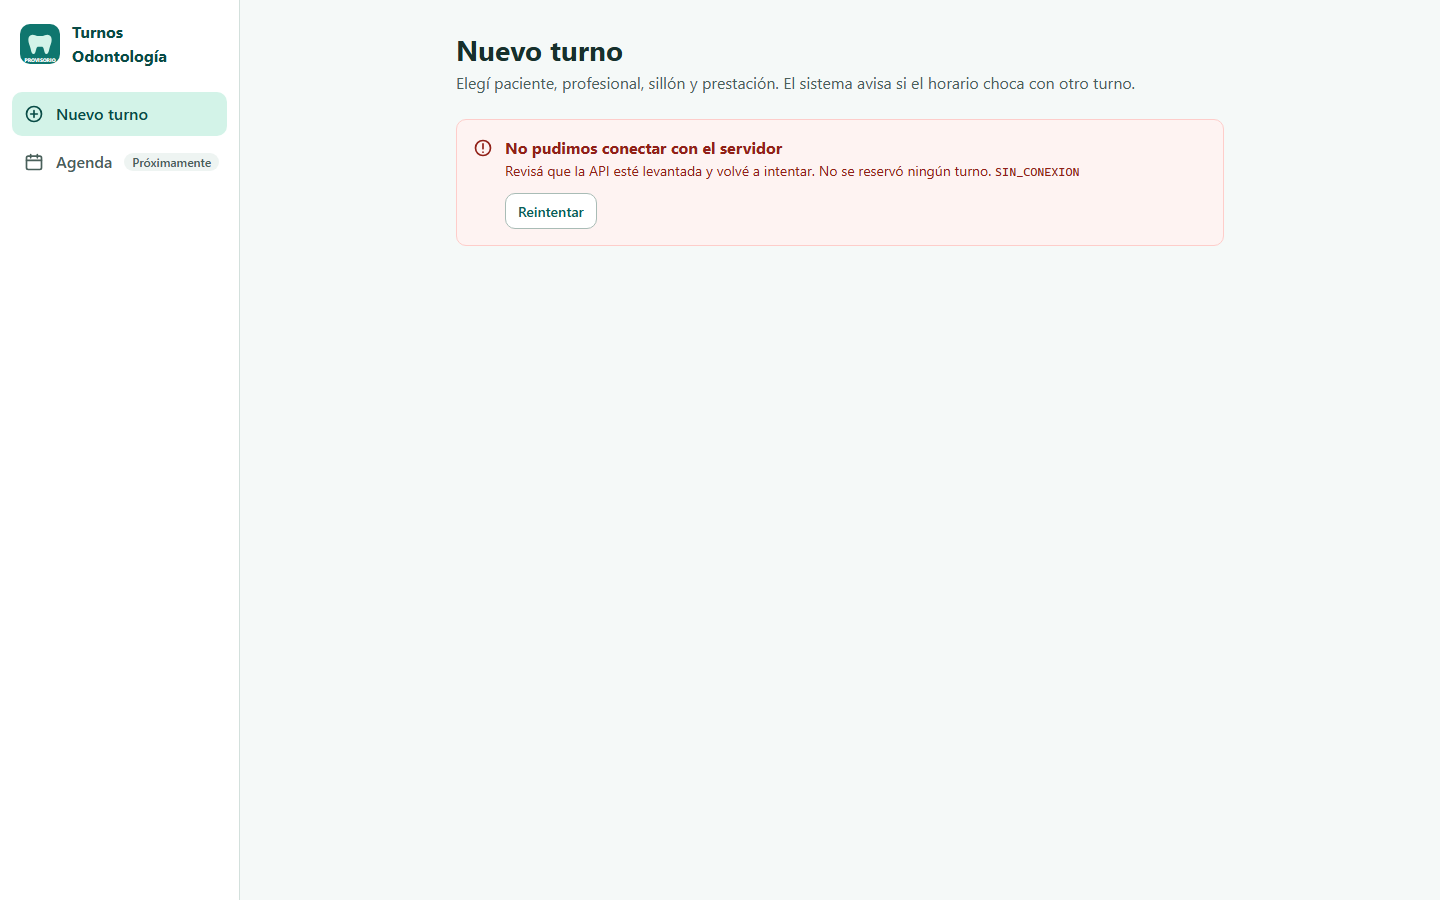 Turnos
Odontología
PROVISORIO
Nuevo turno
Agenda Próximamente
Nuevo turno
Elegí paciente, profesional, sillón y prestación. El sistema avisa si el horario choca con otro turno.
No pudimos conectar con el servidor
Revisá que la API esté levantada y volvé a intentar. No se reservó ningún turno. SIN_CONEXION
Reintentar